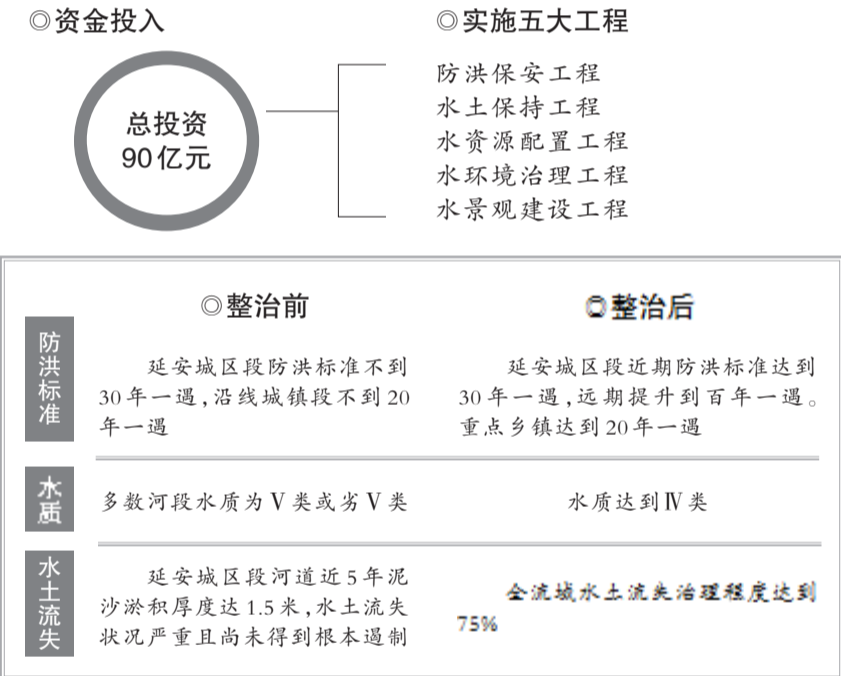 ◎资金投入
总投资
90亿元
◎实施五大工程
防洪保安工程
水土保持工程
水资源配置工程
水环境治理工程
水景观建设工程
◎整治前
◎整治后
防洪标准
延安城区段防洪标准不到
30年一遇,沿线城镇段不到20
年一遇
延安城区段近期防洪标准达到
30年一遇,远期提升到百年一遇。
重点乡镇达到20年一遇
水质
多数河段水质为Ⅴ类或劣Ⅴ类
水质达到Ⅳ类
水土流失
延安城区段河道近5年泥
沙淤积厚度达1.5米,水土流失
状况严重且尚未得到根本遏制
全流域水土流失治理程度达到
75%